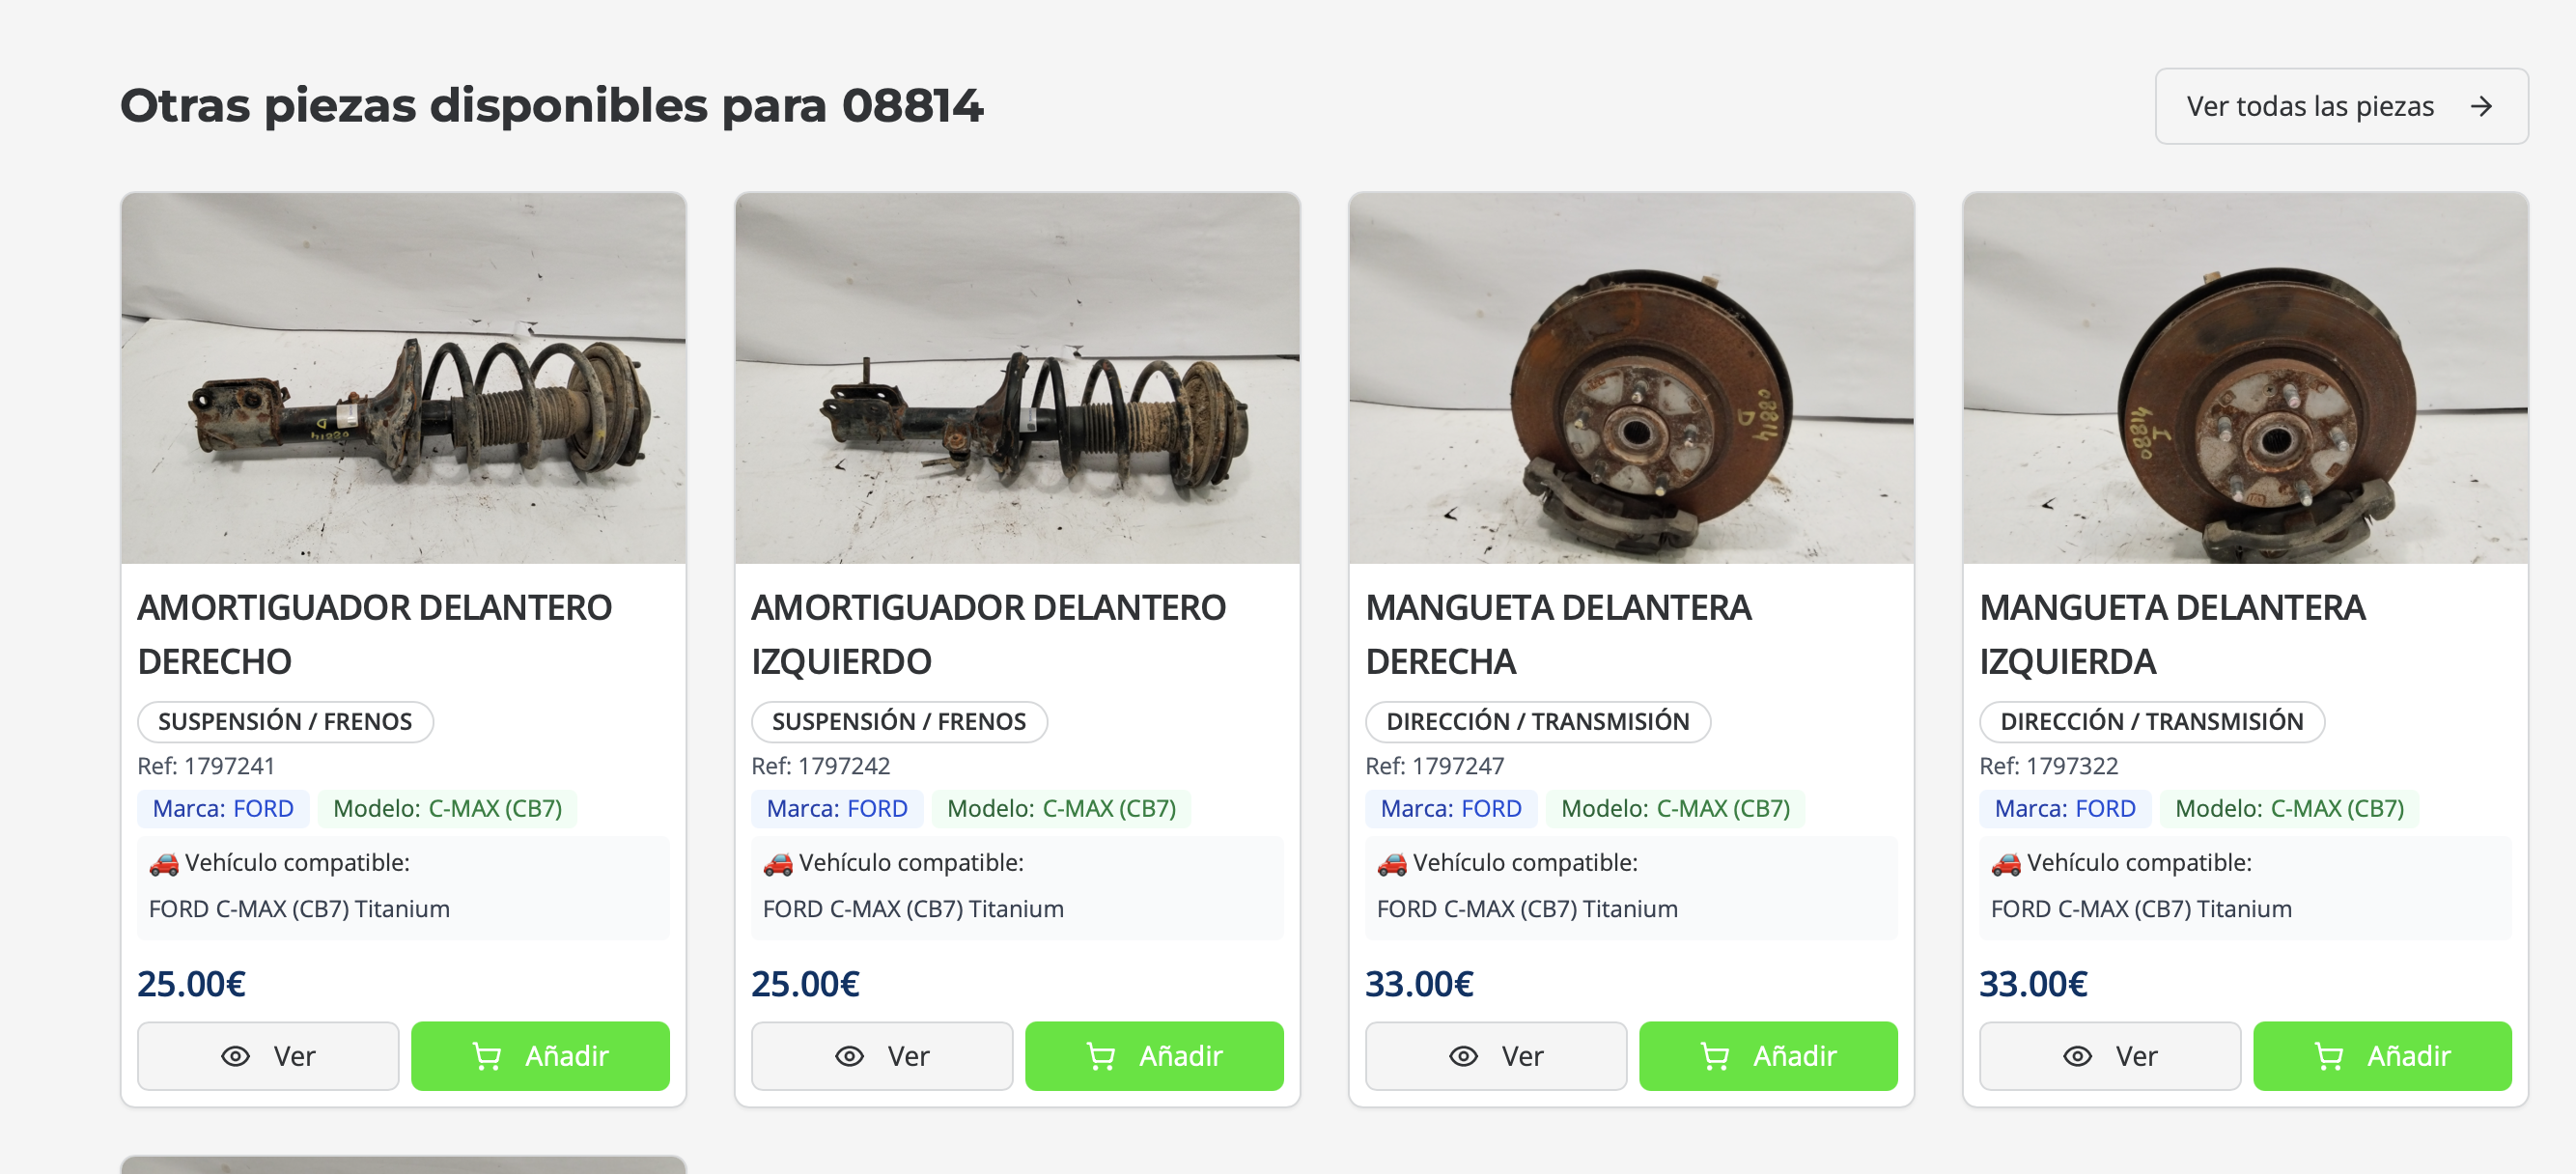 Otras piezas disponibles para 08814
Ver todas las piezas
08814
D
08814
D
08814
I
AMORTIGUADOR DELANTERO
DERECHO
SUSPENSIÓN / FRENOS
Ref: 1797241
Marca: FORD Modelo: C-MAX (CB7)
Vehículo compatible:
FORD C-MAX (CB7) Titanium
25.00€
Ver Añadir
AMORTIGUADOR DELANTERO
IZQUIERDO
SUSPENSIÓN / FRENOS
Ref: 1797242
Marca: FORD Modelo: C-MAX (CB7)
Vehículo compatible:
FORD C-MAX (CB7) Titanium
25.00€
Ver Añadir
MANGUETA DELANTERA
DERECHA
DIRECCIÓN / TRANSMISIÓN
Ref: 1797247
Marca: FORD Modelo: C-MAX (CB7)
Vehículo compatible:
FORD C-MAX (CB7) Titanium
33.00€
Ver Añadir
MANGUETA DELANTERA
IZQUIERDA
DIRECCIÓN / TRANSMISIÓN
Ref: 1797322
Marca: FORD Modelo: C-MAX (CB7)
Vehículo compatible:
FORD C-MAX (CB7) Titanium
33.00€
Ver Añadir